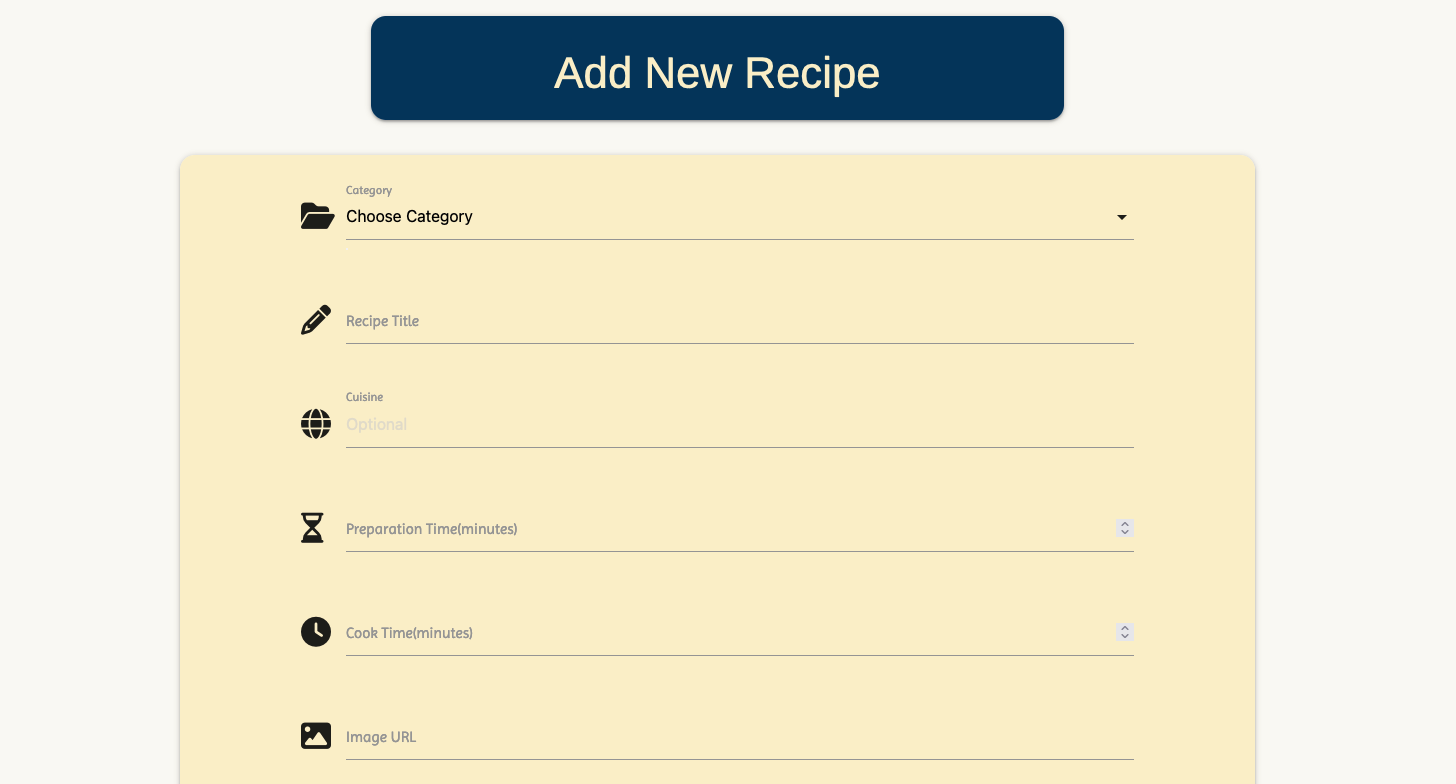 Add New Recipe
Category
Choose Category
Recipe Title
Cuisine
Optional
Preparation Time(minutes)
Cook Time(minutes)
Image URL